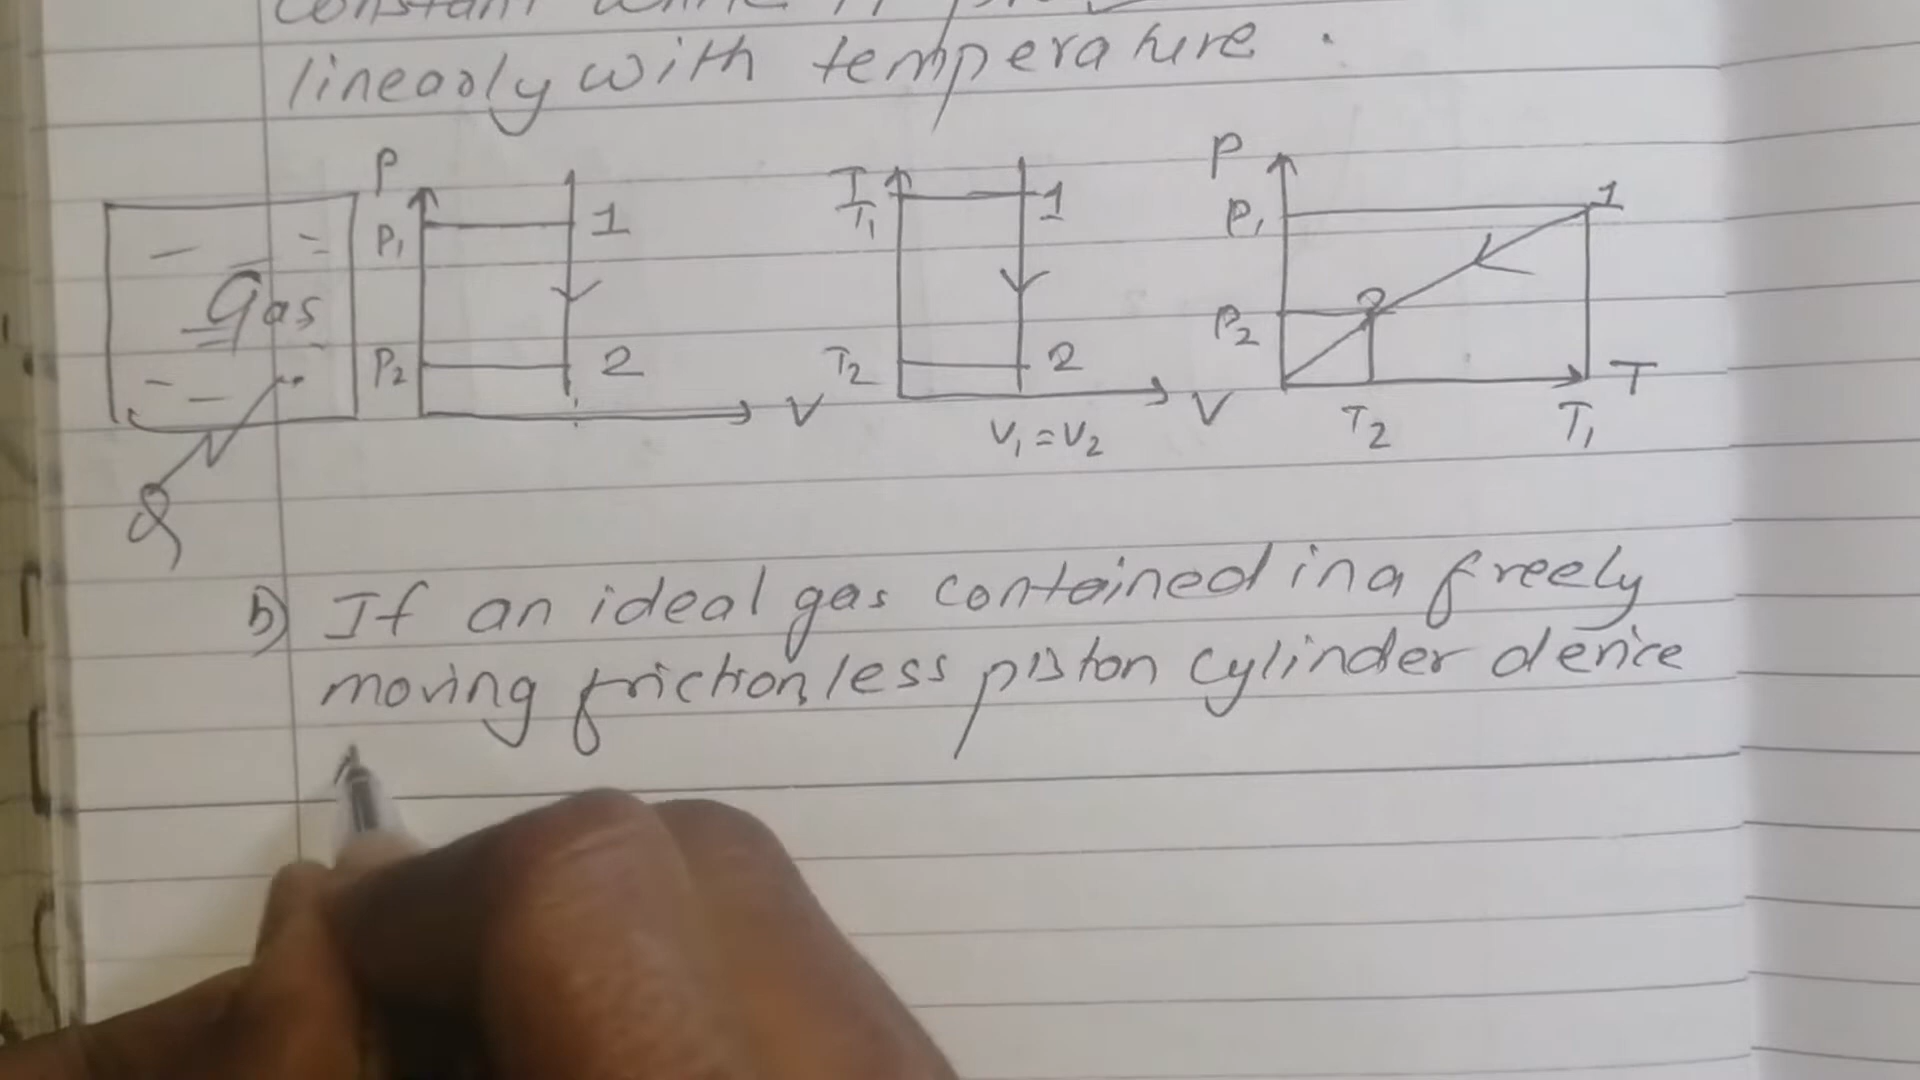 linearly with temperature.
P
P1
P2
1
2
V
Gas
Q
T
T1
T2
1
2
V
V1 = V2
P
P1
P2
1
2
T2
T1
T
b) If an ideal gas contained in a freely
moving frictionless piston cylinder device